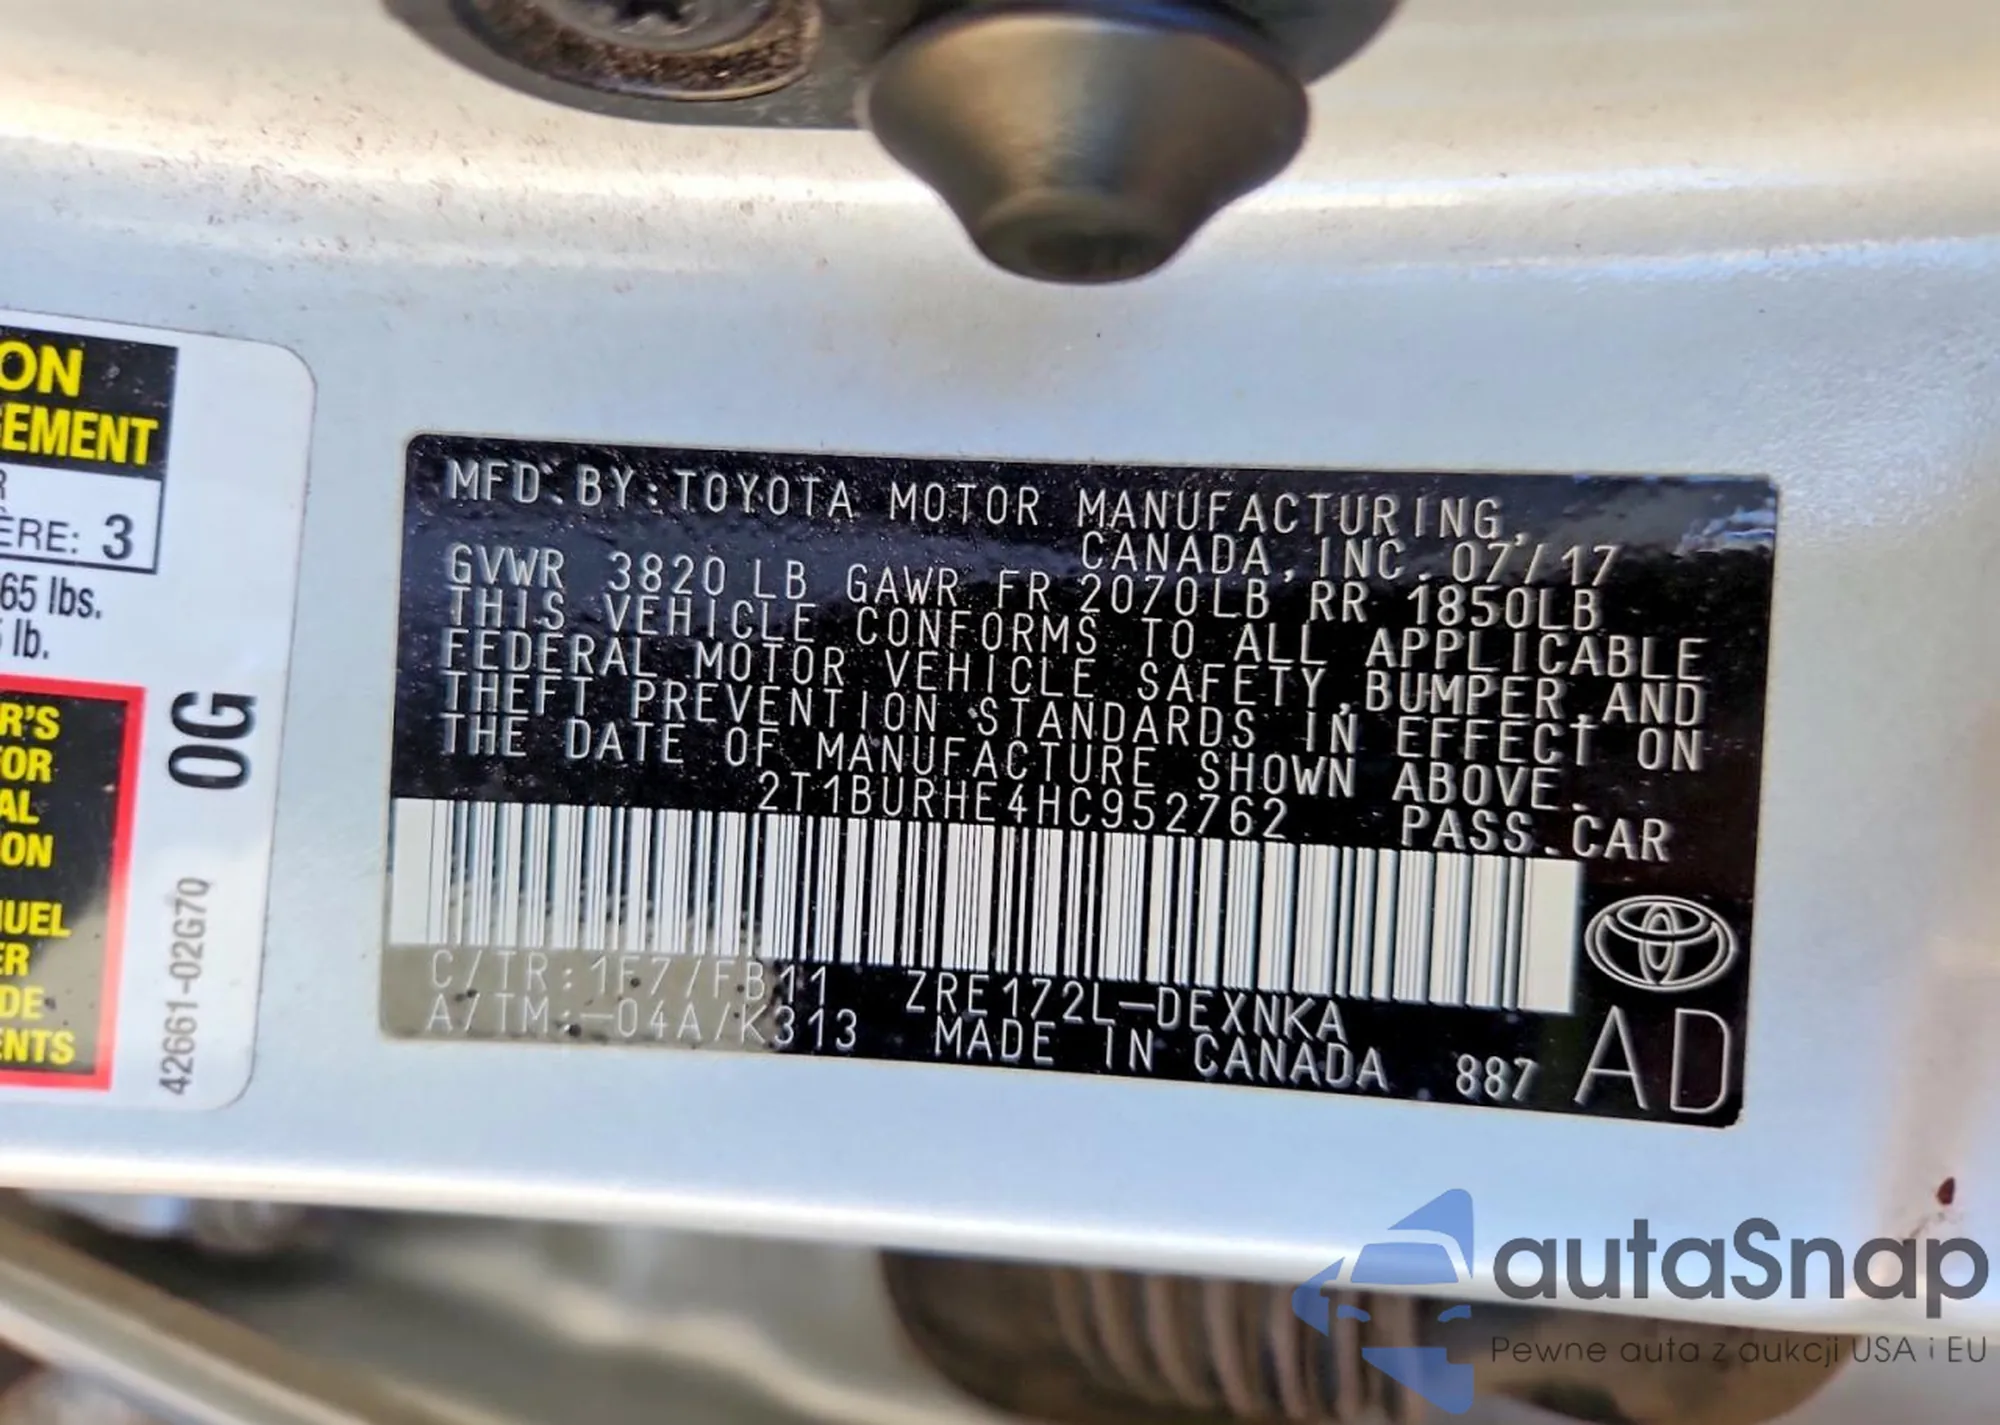 ON
EMENT
R
ÈRE: 3
65 lbs.
lb.
R'S
FOR
AL
ON
UEL
ER
DE
ENTS
0G
42661-02G7Q
MFD.BY:TOYOTA MOTOR MANUFACTURING,
CANADA,INC.07/17
GVWR 3820 LB GAWR FR 2070LB RR 1850LB
THIS VEHICLE CONFORMS TO ALL APPLICABLE
FEDERAL MOTOR VEHICLE SAFETY,BUMPER,AND
THEFT PREVENTION STANDARDS IN EFFECT ON
THE DATE OF MANUFACTURE SHOWN ABOVE.
2T1BURHE4HC952762 PASS.CAR
C/TR:1F7/FB11 ZRE172L-DEXNKA
A/TM:-04A/K313 MADE IN CANADA 887
AD
autaSnap
Pewne auta z aukcji USA i EU